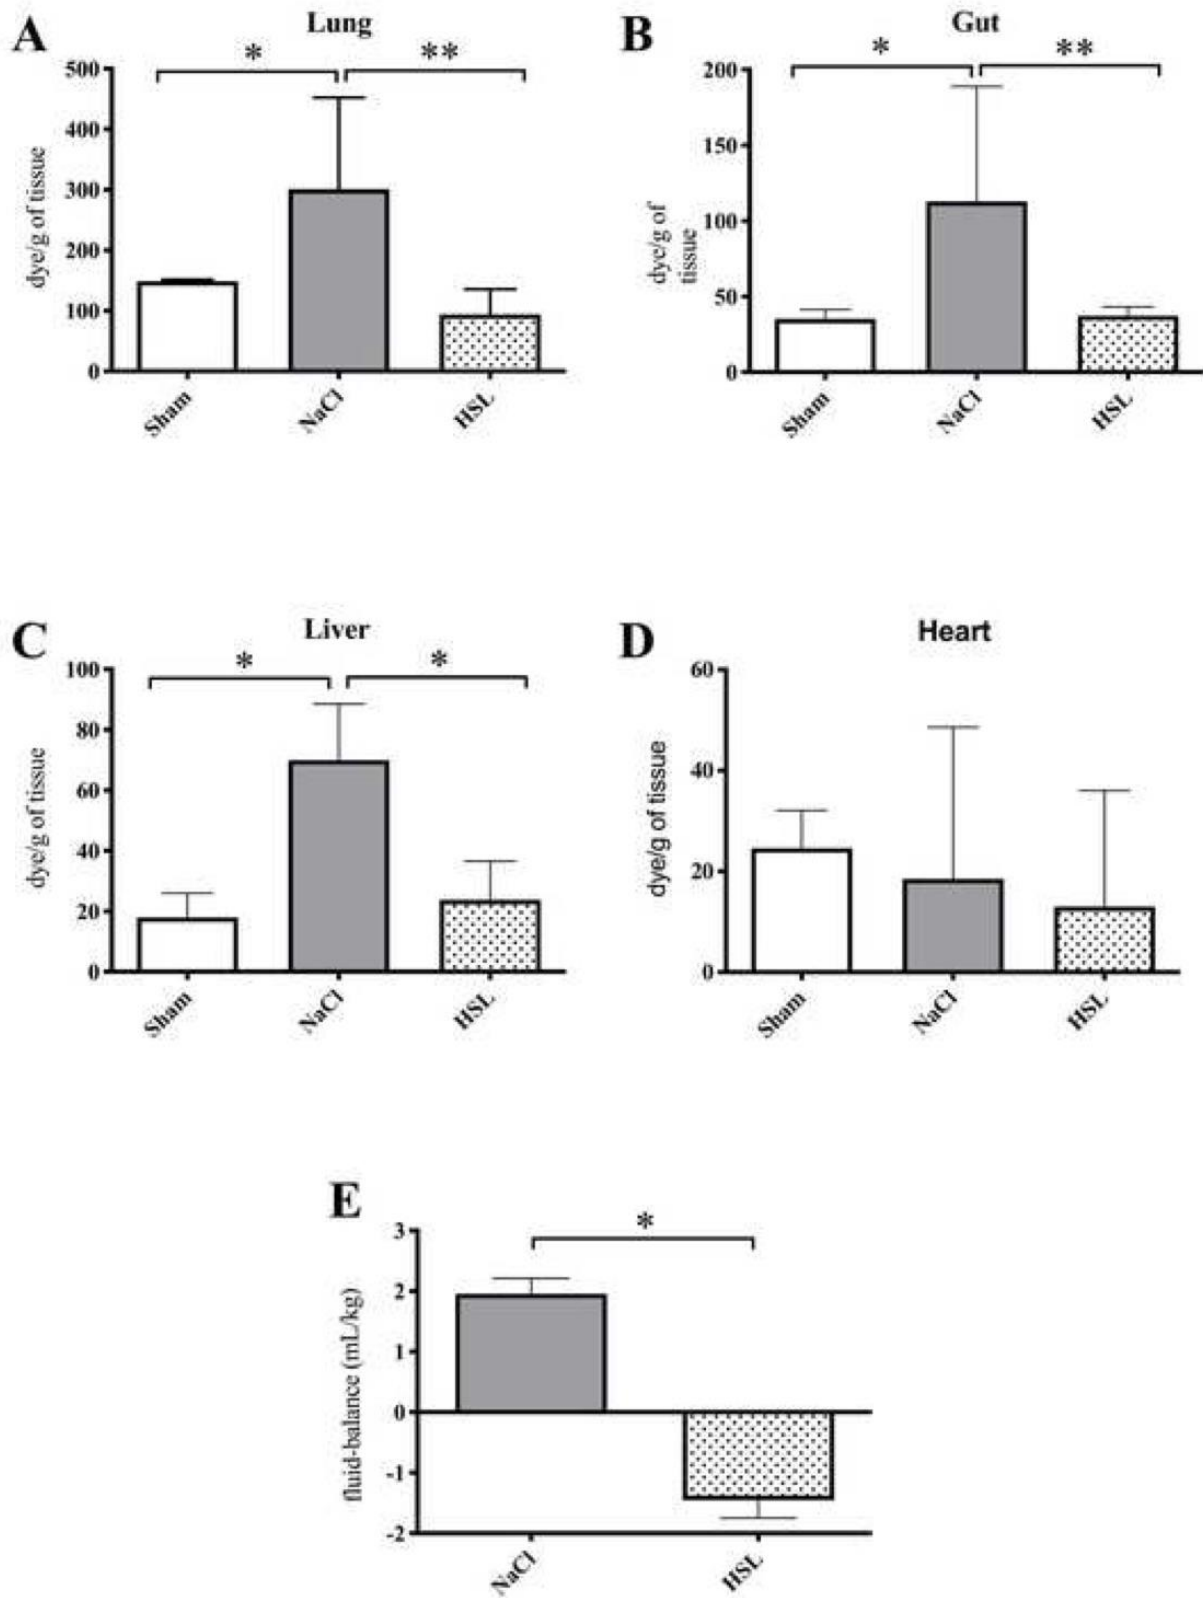 A
Lung
*
**
500
400
300
200
100
0
dye/g of tissue
Sham
NaCl
HSL
B
Gut
*
**
200
150
100
50
0
dye/g of
tissue
Sham
NaCl
HSL
C
Liver
*
*
100
80
60
40
20
0
dye/g of tissue
Sham
NaCl
HSL
D
Heart
60
40
20
0
dye/g of tissue
Sham
NaCl
HSL
E
*
3
2
1
0
-1
-2
fluid-balance (mL/kg)
NaCl
HSL